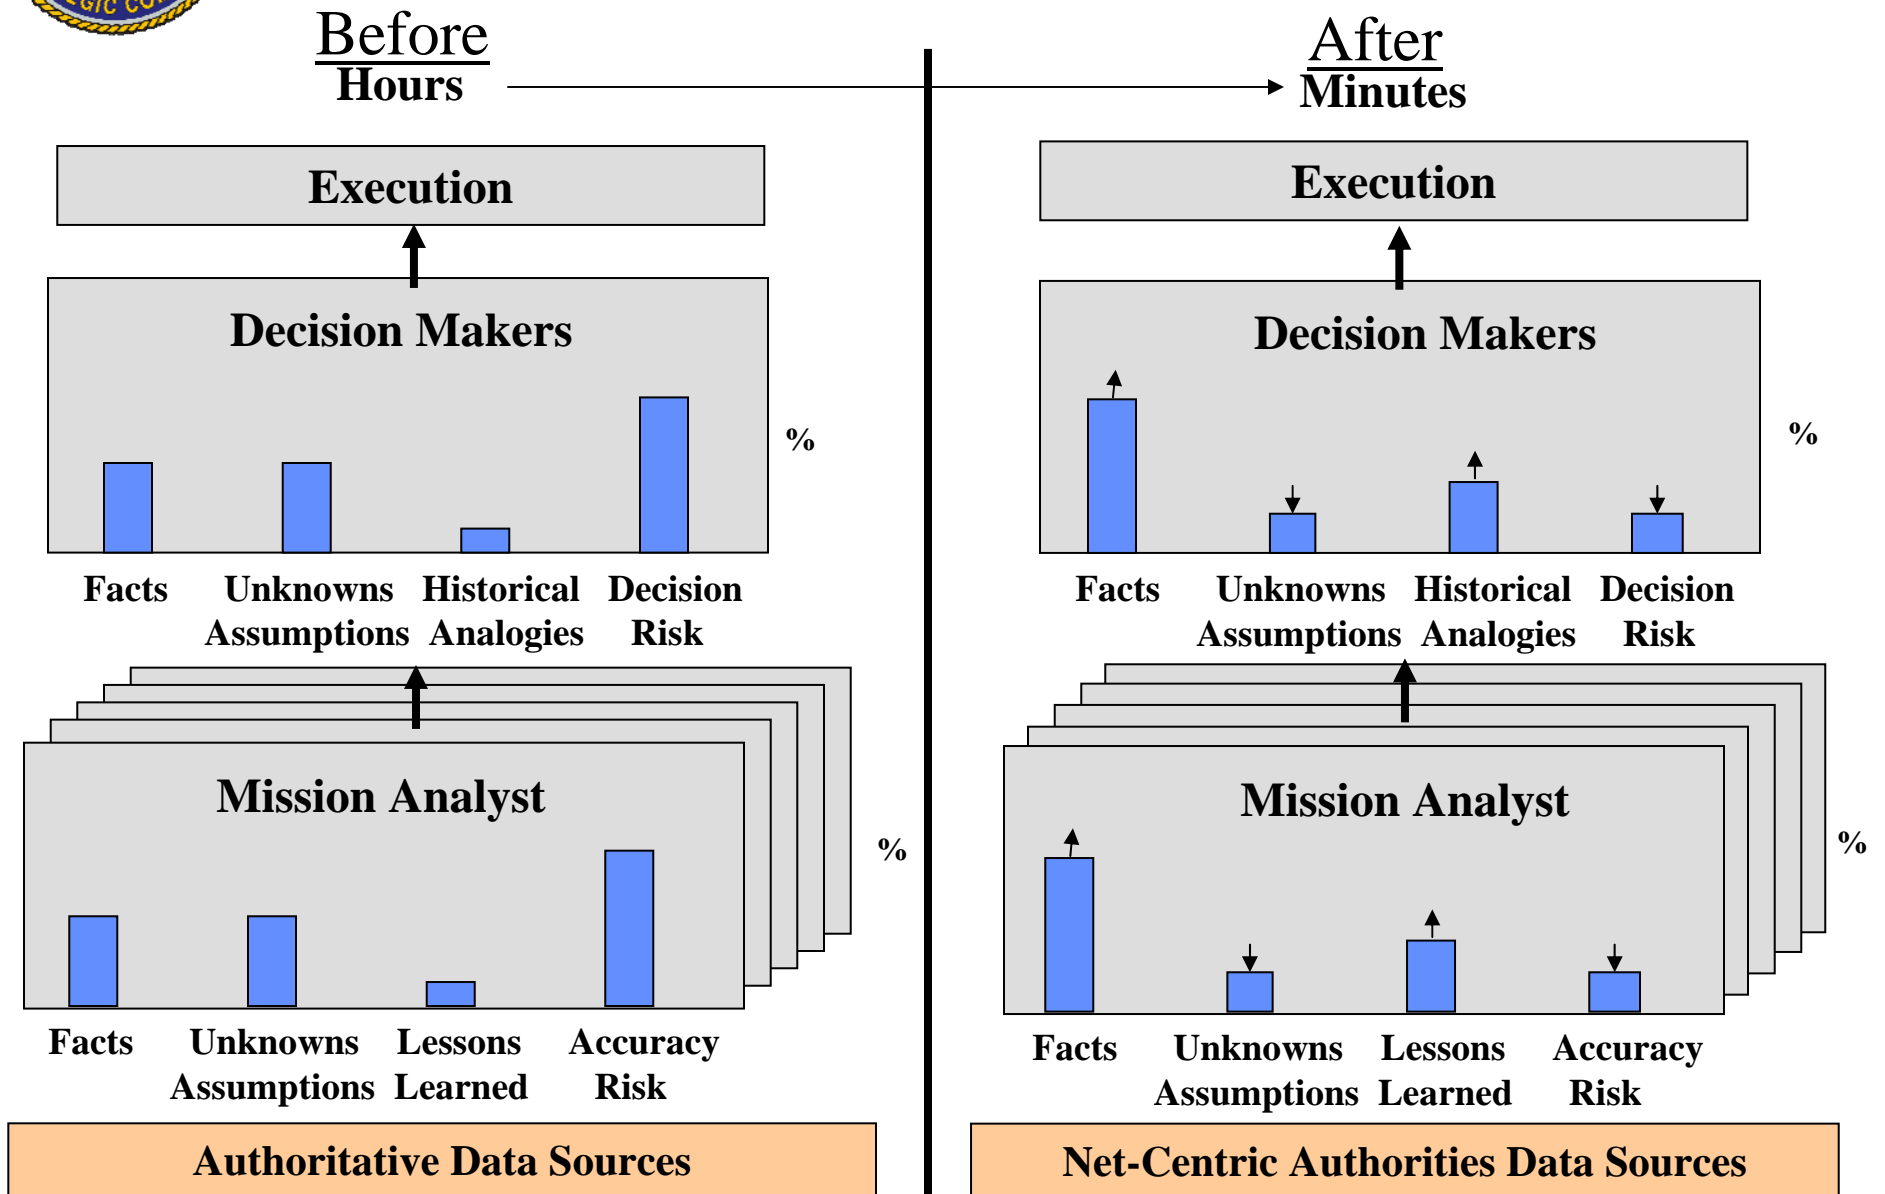 GIC CO
Before
Hours
Execution
Decision Makers
%
Facts Unknowns Historical Decision
Assumptions Analogies Risk
Mission Analyst
%
Facts Unknowns Lessons Accuracy
Assumptions Learned Risk
Authoritative Data Sources
After
Minutes
Execution
Decision Makers
%
Facts Unknowns Historical Decision
Assumptions Analogies Risk
Mission Analyst
%
Facts Unknowns Lessons Accuracy
Assumptions Learned Risk
Net-Centric Authorities Data Sources